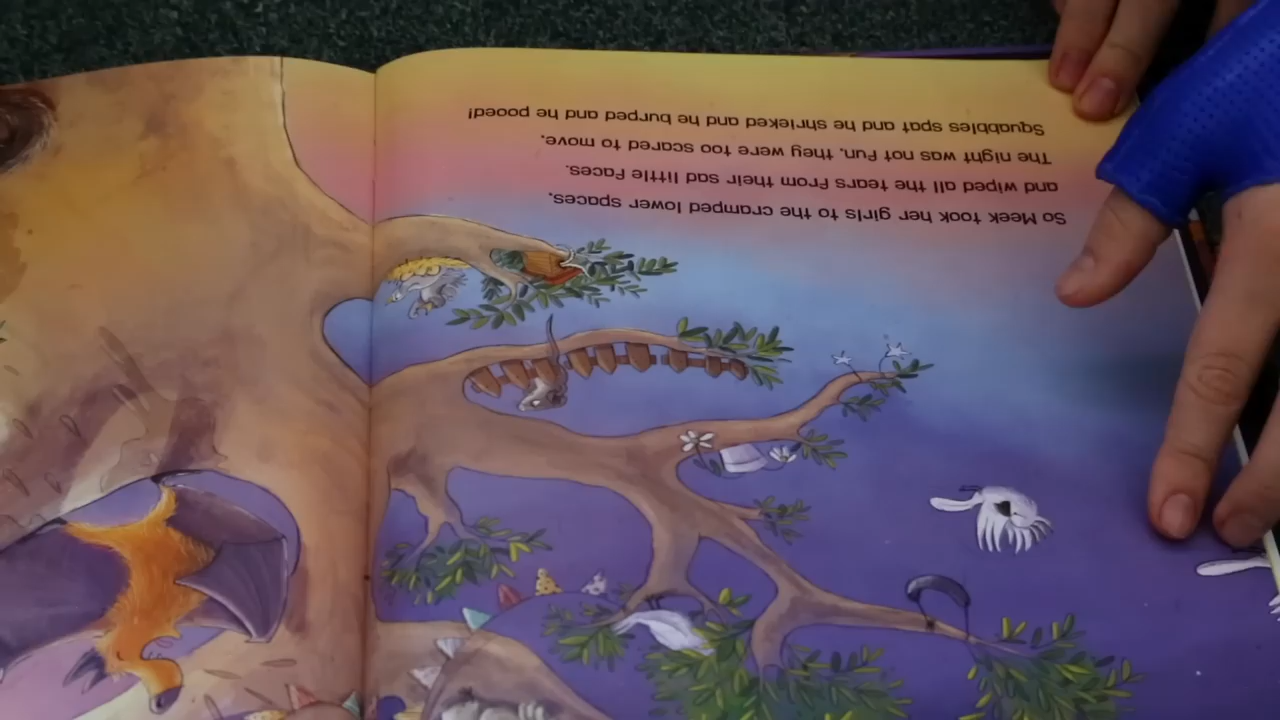 So Meek took her girls to the cramped lower spaces,
and wiped all the tears from their sad little faces.
The night was not fun, they were too scared to move.
Squabbles spat and he shrieked and he burped and he pooed!